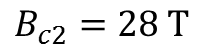 B_{c2} = 28 T